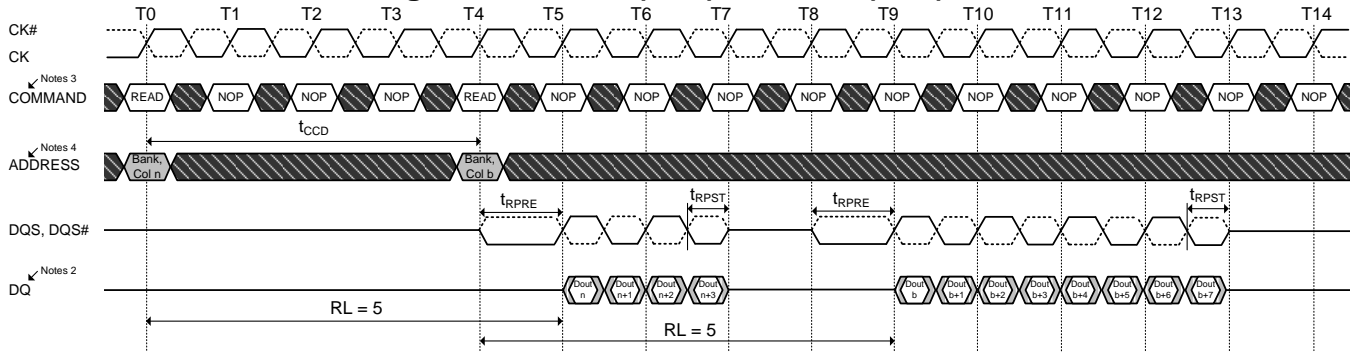 T0 T1 T2 T3 T4 T5 T6 T7 T8 T9 T10 T11 T12 T13 T14
CK#
CK
Notes 3
COMMAND READ NOP NOP NOP READ NOP NOP NOP NOP NOP NOP NOP NOP NOP NOP
tCCD
Notes 4
ADDRESS
Bank, Col n
Bank, Col b
tRPRE tRPST tRPRE tRPST
DQS, DQS#
Notes 2
DQ
Dout n
Dout n+1
Dout n+2
Dout n+3
Dout b
Dout b+1
Dout b+2
Dout b+3
Dout b+4
Dout b+5
Dout b+6
Dout b+7
RL = 5
RL = 5